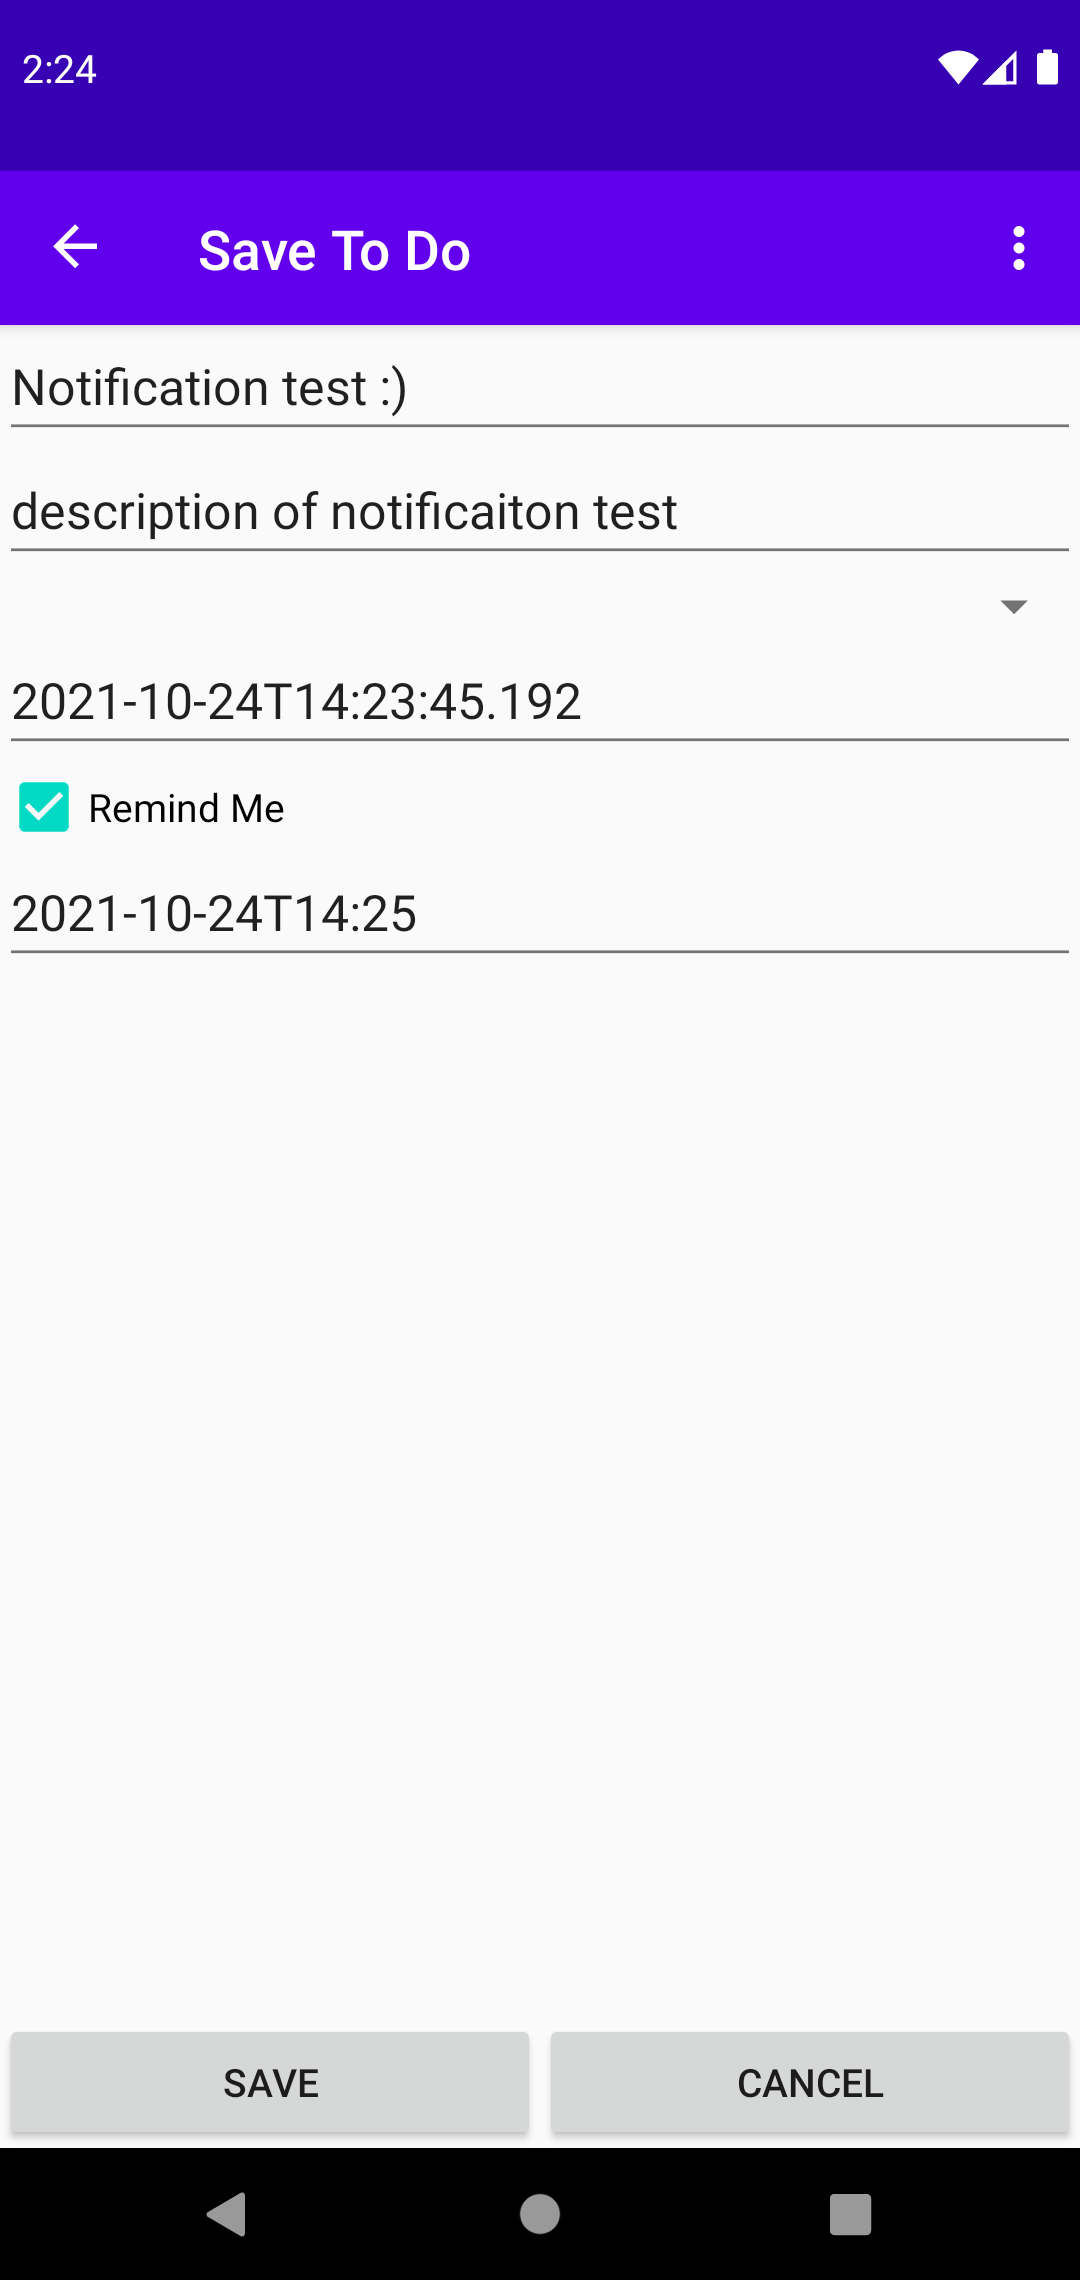 2:24
Save To Do
Notification test :)
description of notificaiton test
2021-10-24T14:23:45.192
Remind Me
2021-10-24T14:25
SAVE
CANCEL